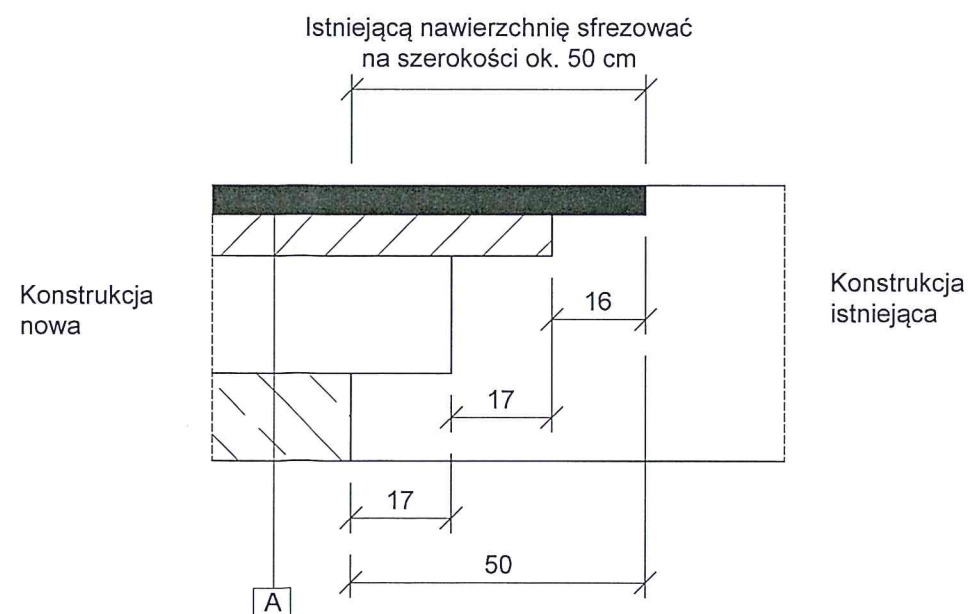 Istniejącą nawierzchnię sfrezować
na szerokości ok. 50 cm
Konstrukcja
nowa
Konstrukcja
istniejąca
16
17
17
50
A